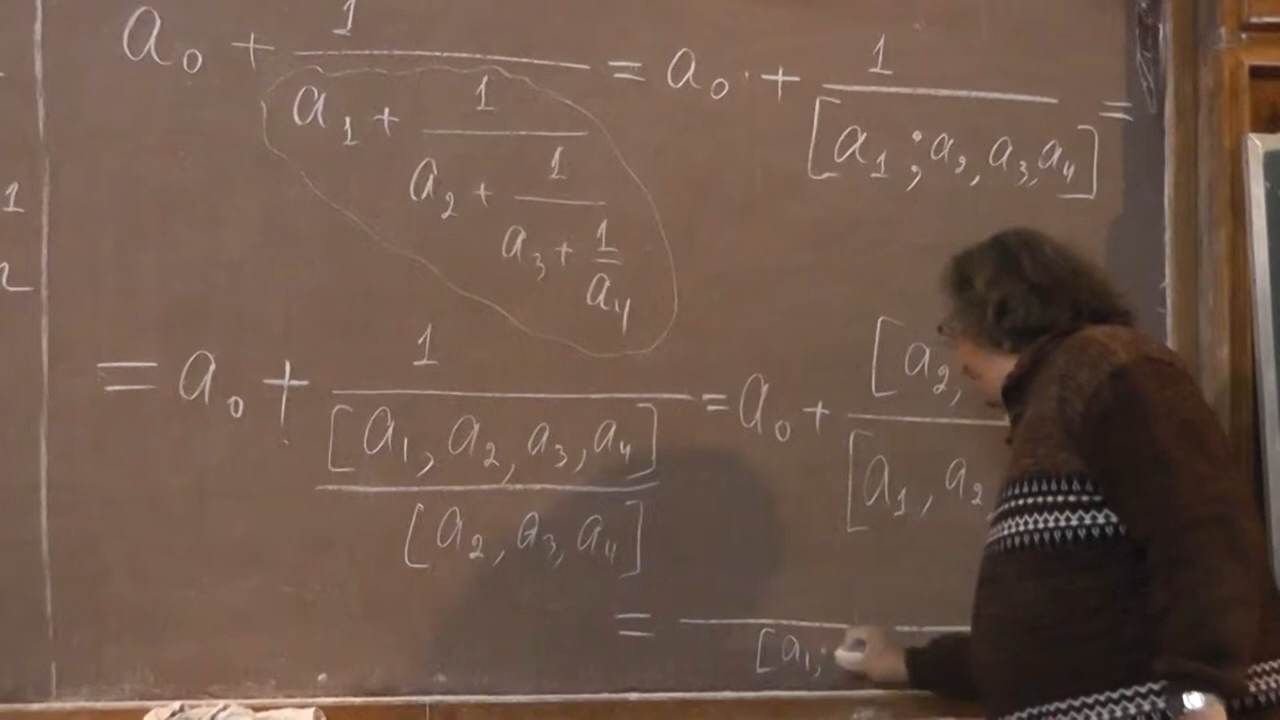 a₀ + 1/(a₁ + 1/(a₂ + 1/(a₃ + 1/a₄))) = a₀ + 1/[a₁; a₂, a₃, a₄] =
= a₀ + 1/([a₁, a₂, a₃, a₄]/[a₂, a₃, a₄]) = a₀ + [a₂,/[a₁, a₂
= /[a₁,
1